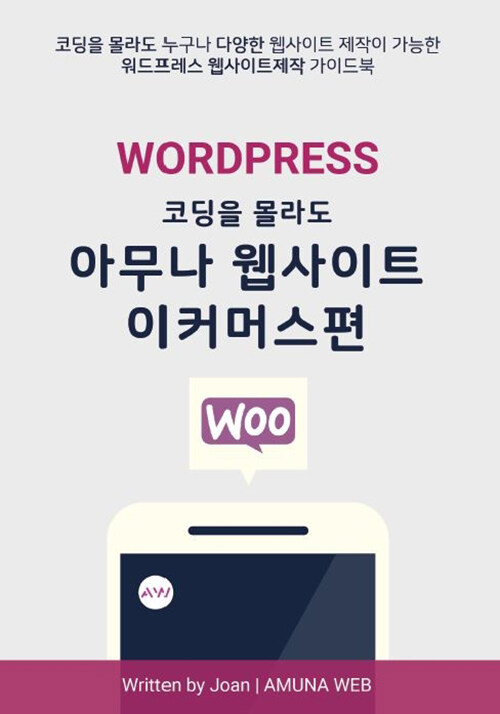 코딩을 몰라도 누구나 다양한 웹사이트 제작이 가능한
워드프레스 웹사이트제작 가이드북
WORDPRESS
코딩을 몰라도
아무나 웹사이트
이커머스편
WOO
AW
Written by Joan | AMUNA WEB